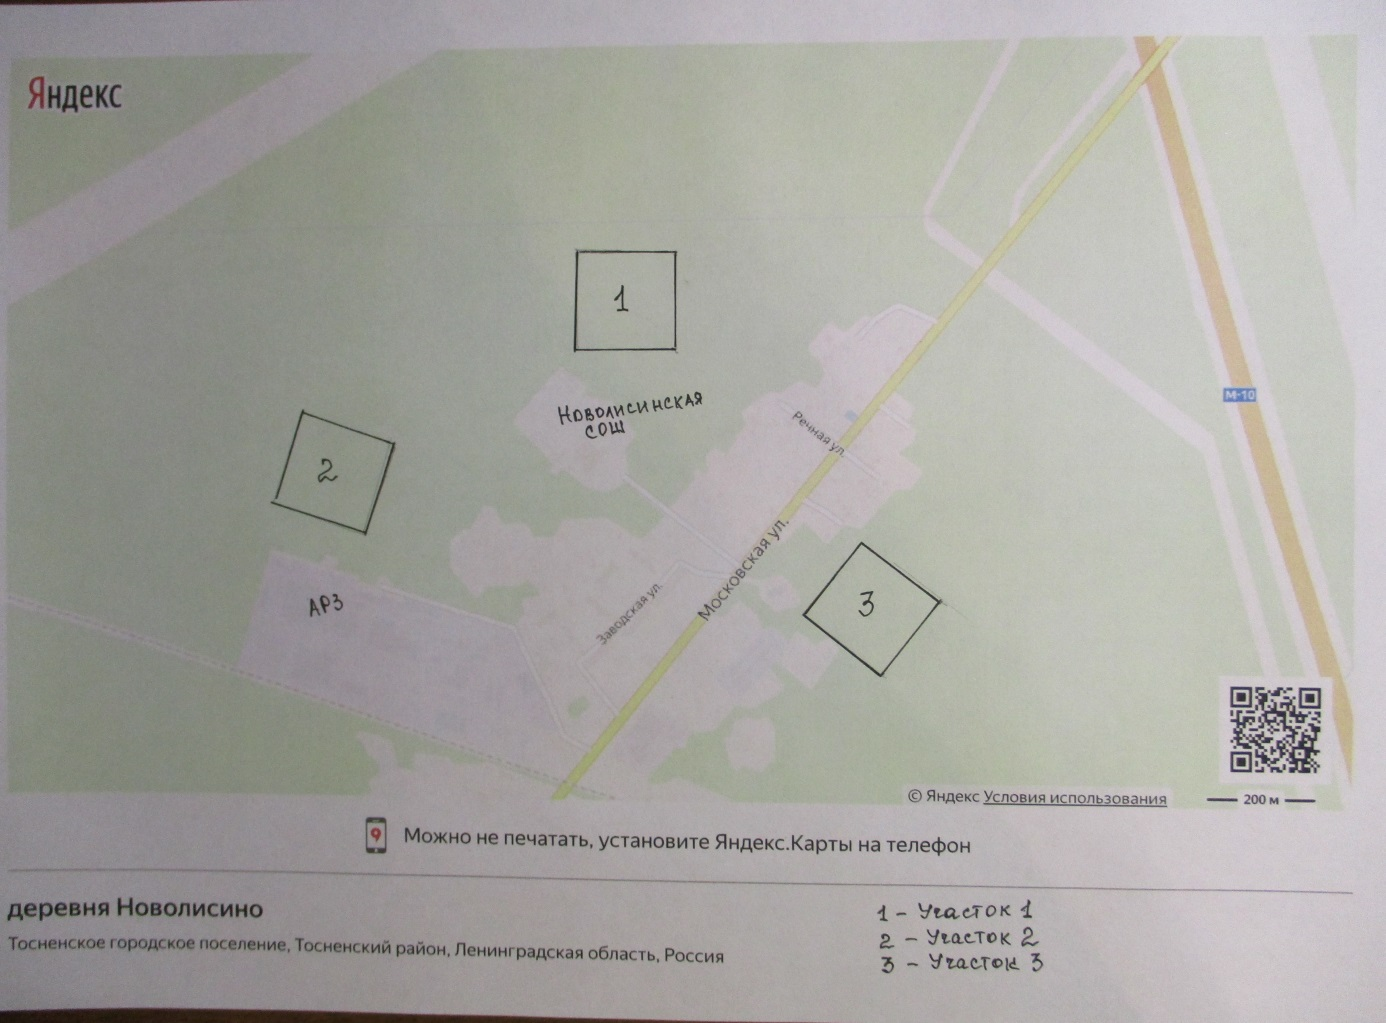 Яндекс
1
Новолисинская
СОШ
М-10
Речная ул.
2
Московская ул.
3
АРЗ
Заводская ул.
© Яндекс Условия использования
200 м
Можно не печатать, установите Яндекс.Карты на телефон
деревня Новолисино
Тосненское городское поселение, Тосненский район, Ленинградская область, Россия
1 - Участок 1
2 - Участок 2
3 - Участок 3